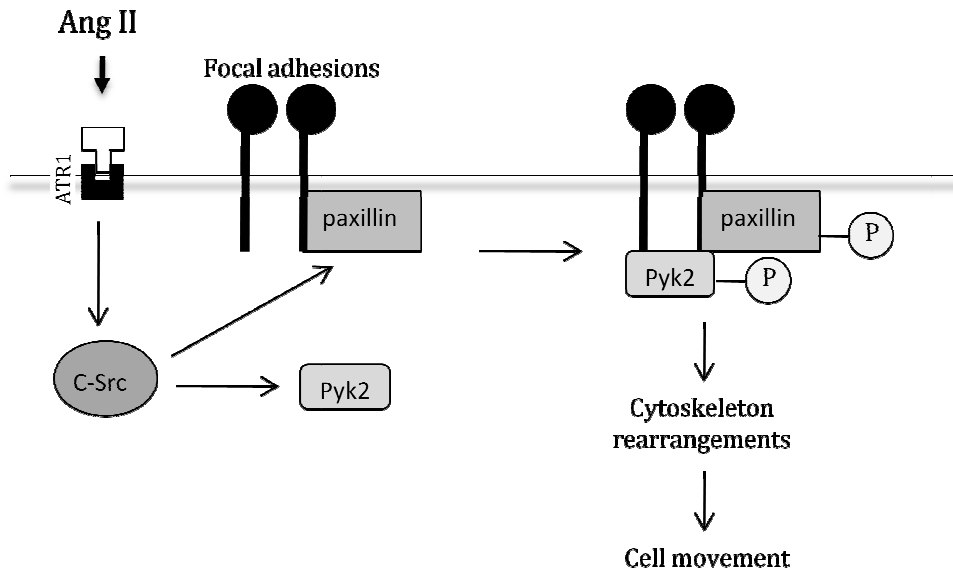 Ang II
Focal adhesions
ATR1
paxillin
C-Src
Pyk2
paxillin
P
Pyk2
P
Cytoskeleton
rearrangements
Cell movement